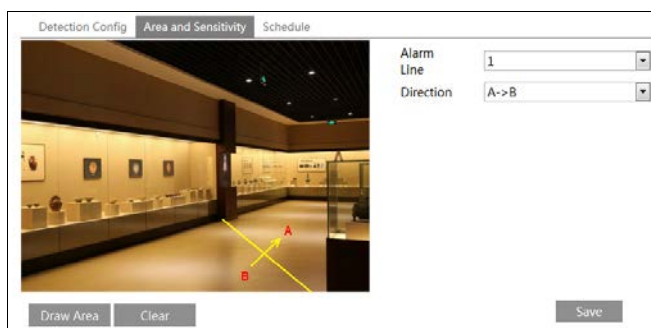 Detection Config Area and Sensitivity Schedule
Alarm
Line
1
Direction
A->B
A
B
Draw Area Clear
Save